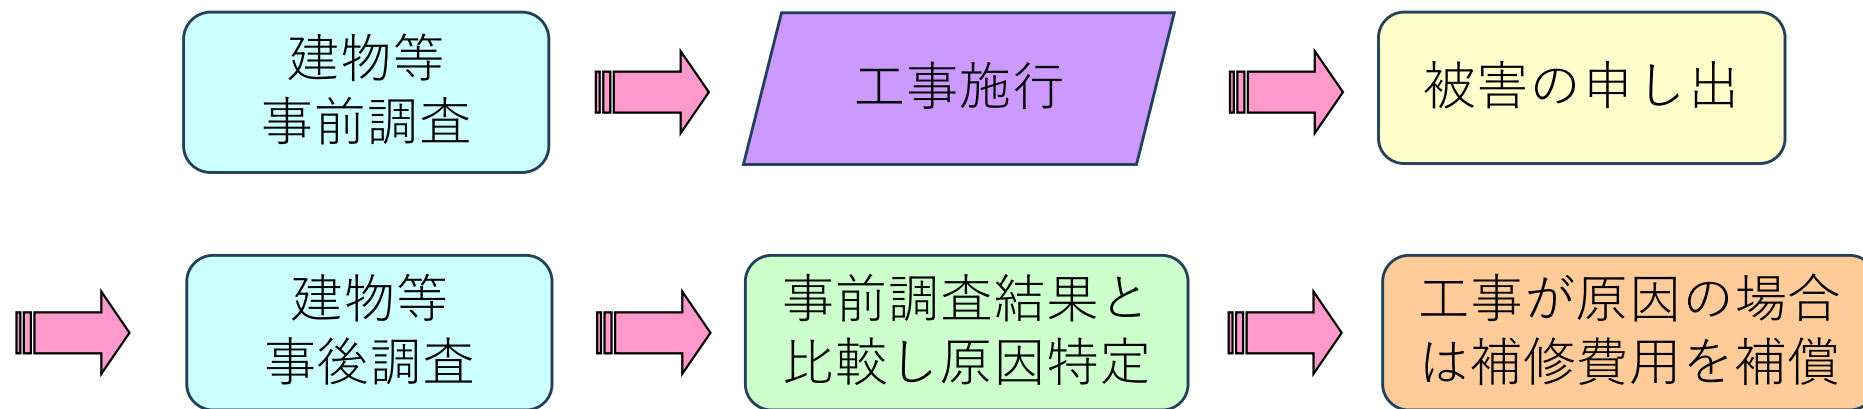 建物等
事前調査
工事施行
被害の申し出
建物等
事後調査
事前調査結果と
比較し原因特定
工事が原因の場合
は補修費用を補償